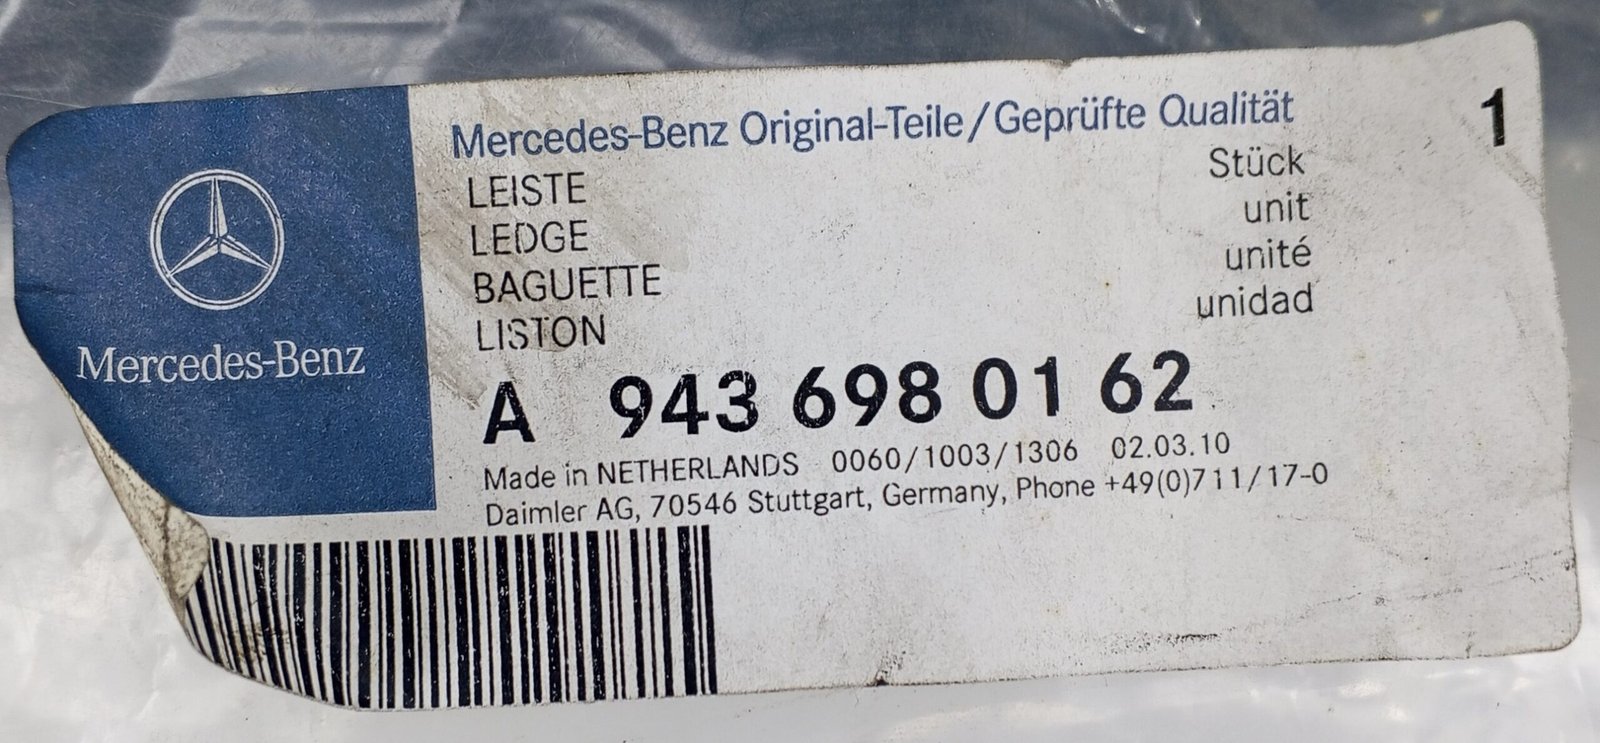 Mercedes-Benz
Mercedes-Benz Original-Teile/Geprüfte Qualität
1
LEISTE
Stück
LEDGE
unit
BAGUETTE
unité
LISTON
unidad
A 943 698 01 62
Made in NETHERLANDS 0060/1003/1306 02.03.10
Daimler AG, 70546 Stuttgart, Germany, Phone +49(0)711/17-0